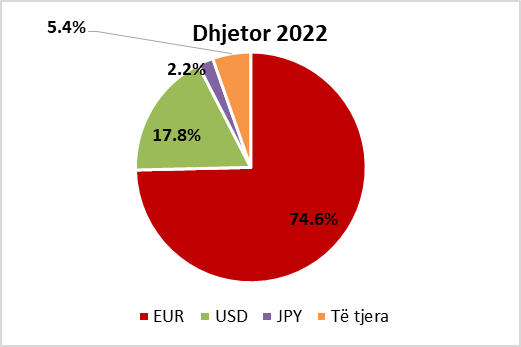 5.4%
Dhjetor 2022
2.2%
17.8%
74.6%
EUR USD JPY Të tjera